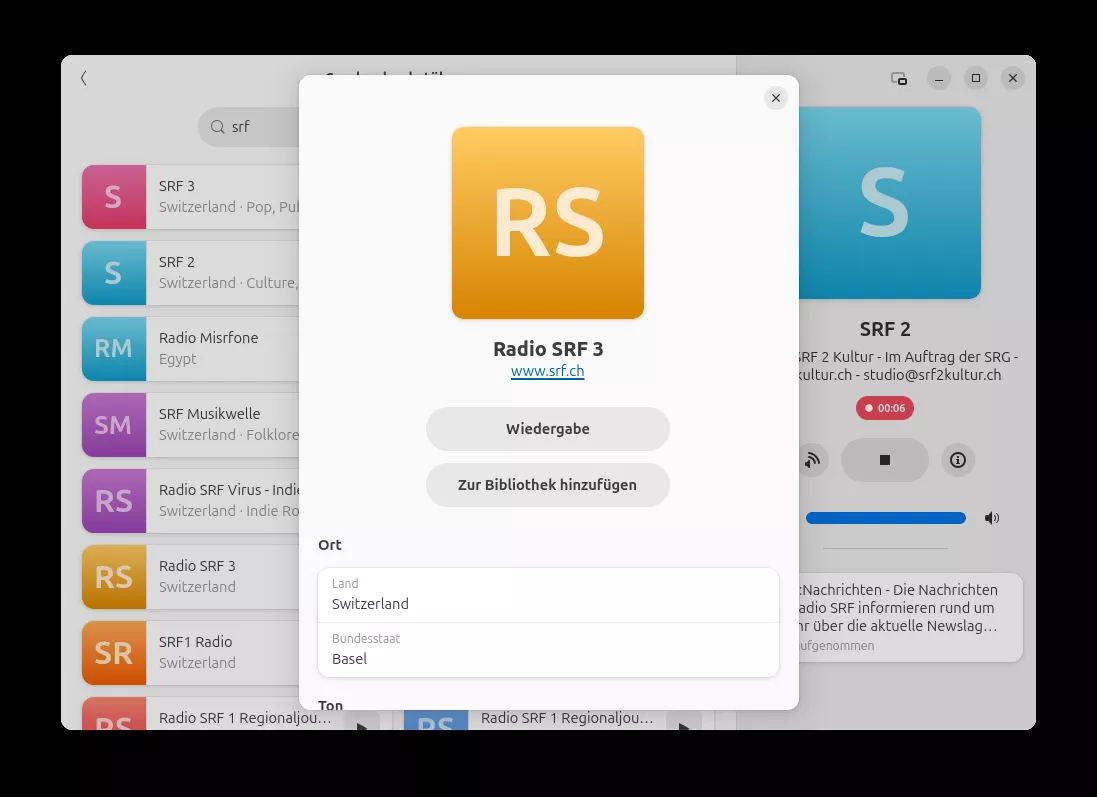 srf
S
SRF 3
Switzerland · Pop, Pu
S
SRF 2
Switzerland · Culture,
RM
Radio Misrfone
Egypt
SM
SRF Musikwelle
Switzerland · Folklore
RS
Radio SRF Virus - Indie
Switzerland · Indie Ro
RS
Radio SRF 3
Switzerland
SR
SRF1 Radio
Switzerland
RS
Radio SRF 1 Regionaljou…
RS
Radio SRF 1 Regionaljou…
RS
Radio SRF 3
www.srf.ch
Wiedergabe
Zur Bibliothek hinzufügen
Ort
Land
Switzerland
Bundesstaat
Basel
Ton
S
SRF 2
SRF 2 Kultur - Im Auftrag der SRG -
kultur.ch - studio@srf2kultur.ch
00:06
:Nachrichten - Die Nachrichten
adio SRF informieren rund um
hr über die aktuelle Newslag…
aufgenommen